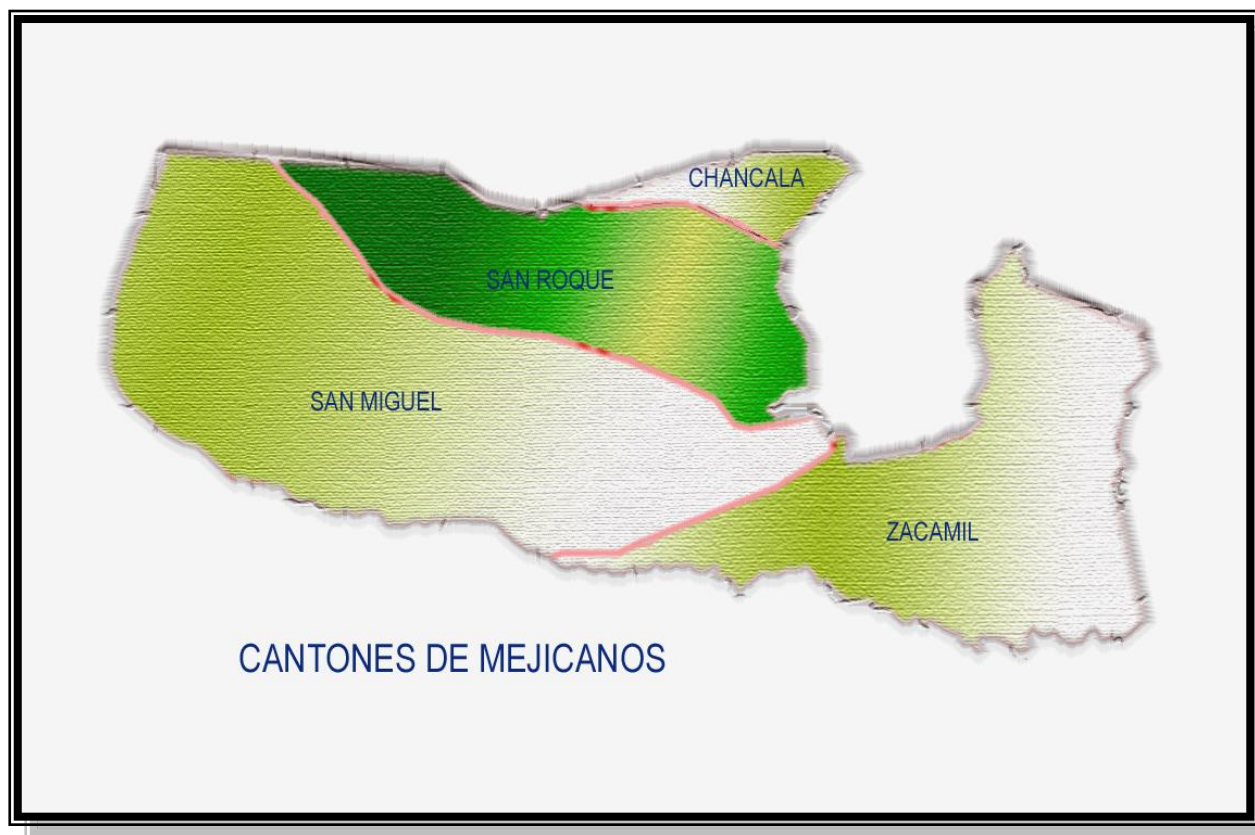 CHANCALA
SAN ROQUE
SAN MIGUEL
ZACAMIL
CANTONES DE MEJICANOS